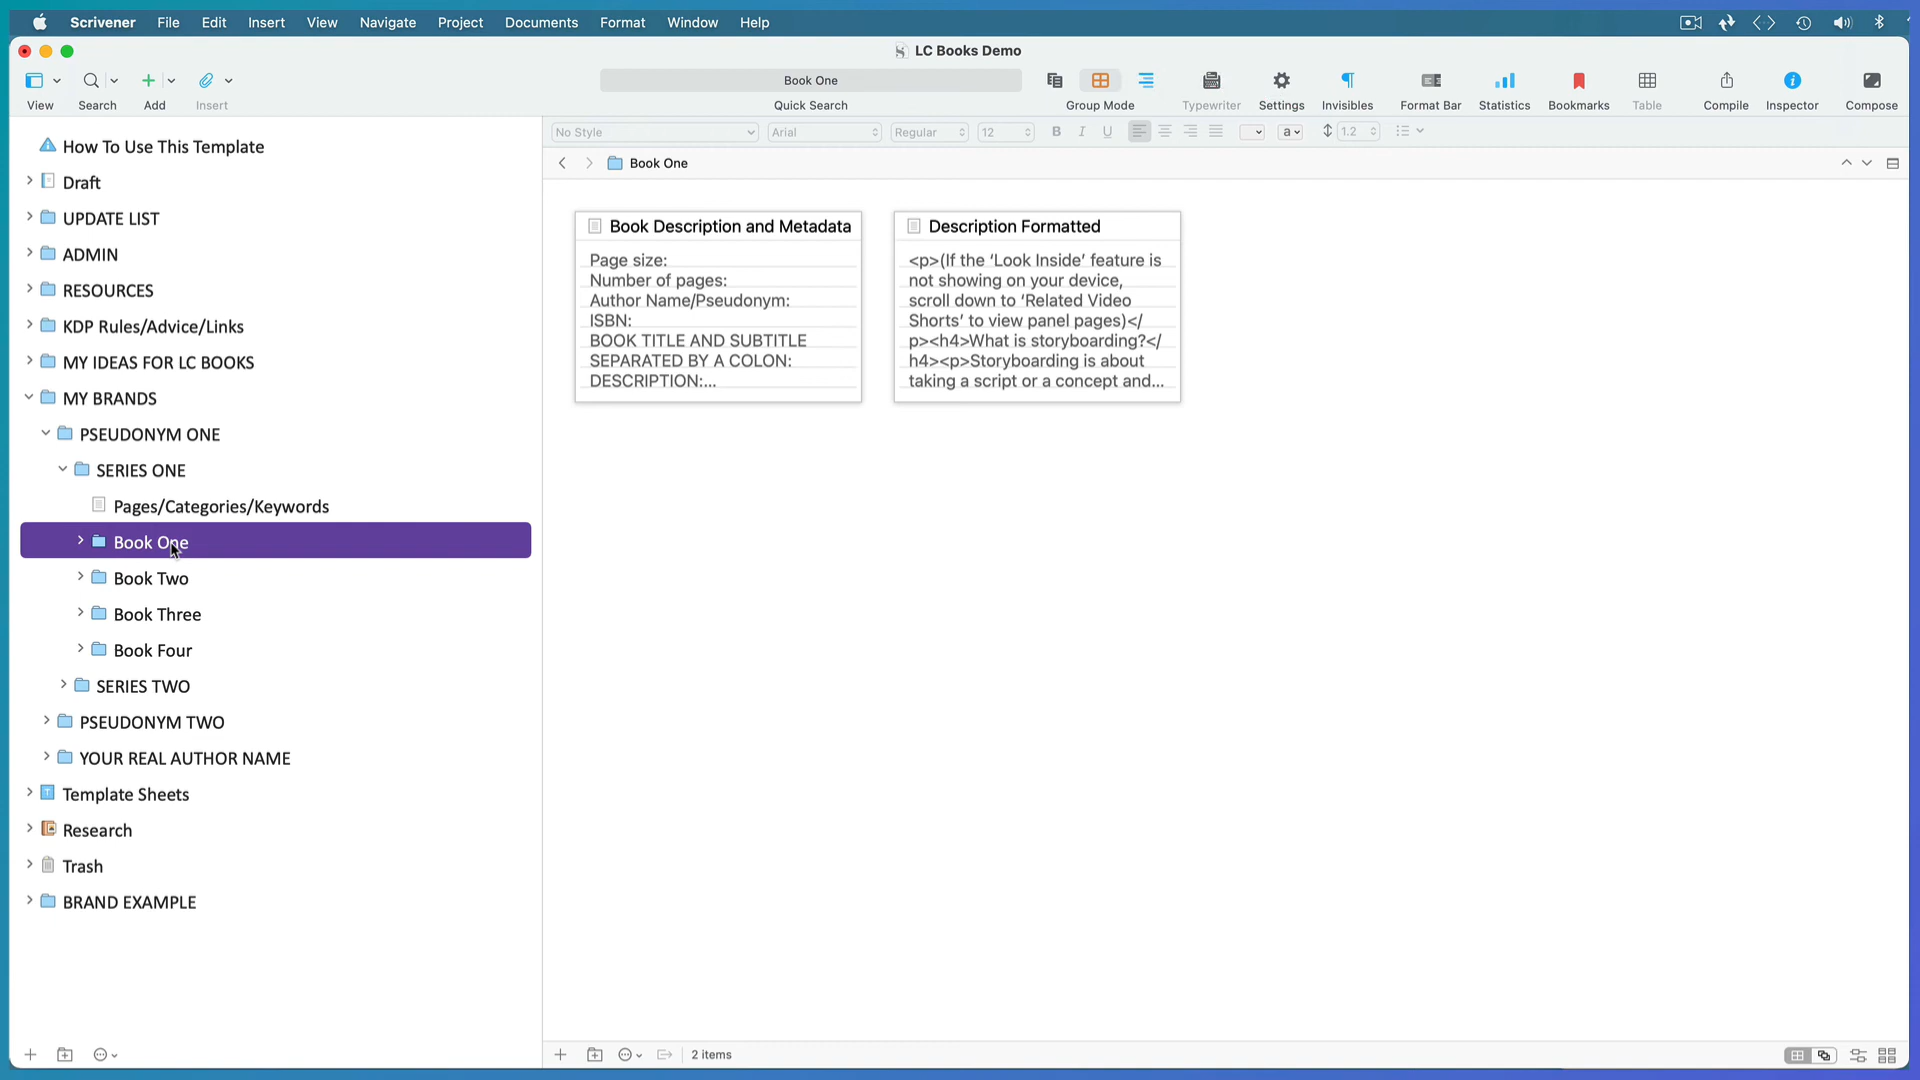 Scrivener File Edit Insert View Navigate Project Documents Format Window Help
LC Books Demo
Book One
View Search Add Insert Quick Search Group Mode Typewriter Settings Invisibles Format Bar Statistics Bookmarks Table Compile Inspector Compose
No Style Arial Regular 12 B I U a 1.2
Book One
How To Use This Template
Draft
UPDATE LIST
ADMIN
RESOURCES
KDP Rules/Advice/Links
MY IDEAS FOR LC BOOKS
MY BRANDS
PSEUDONYM ONE
SERIES ONE
Pages/Categories/Keywords
Book One
Book Two
Book Three
Book Four
SERIES TWO
PSEUDONYM TWO
YOUR REAL AUTHOR NAME
Template Sheets
Research
Trash
BRAND EXAMPLE
Book Description and Metadata
Page size:
Number of pages:
Author Name/Pseudonym:
ISBN:
BOOK TITLE AND SUBTITLE
SEPARATED BY A COLON:
DESCRIPTION:...
Description Formatted
<p>(If the ‘Look Inside’ feature is
not showing on your device,
scroll down to ‘Related Video
Shorts’ to view panel pages)</
p><h4>What is storyboarding?</
h4><p>Storyboarding is about
taking a script or a concept and...
2 items